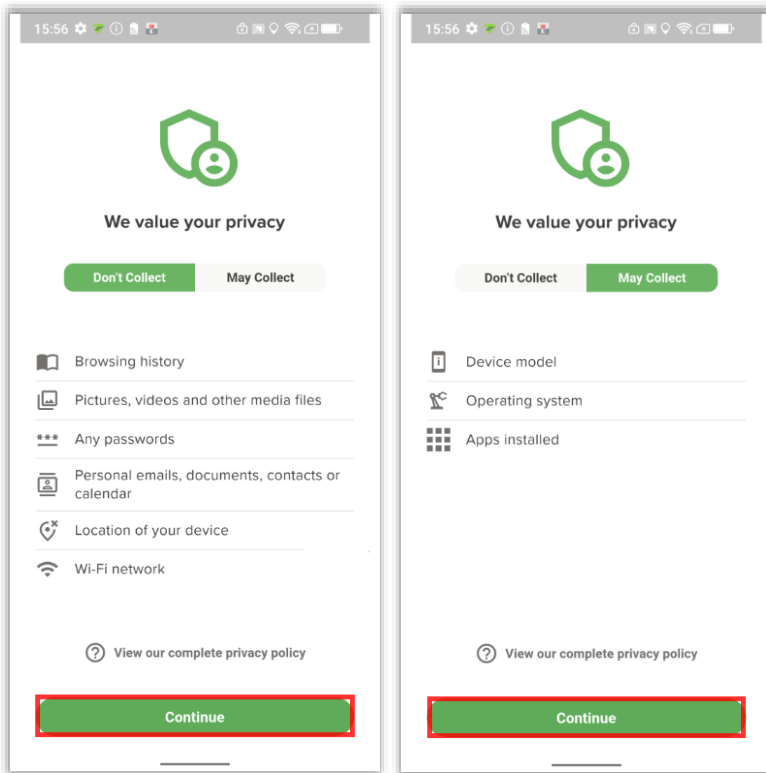 15:56
We value your privacy
Don't Collect
May Collect
Browsing history
Pictures, videos and other media files
*** Any passwords
Personal emails, documents, contacts or
calendar
Location of your device
Wi-Fi network
View our complete privacy policy
Continue
15:56
We value your privacy
Don't Collect
May Collect
Device model
Operating system
Apps installed
View our complete privacy policy
Continue